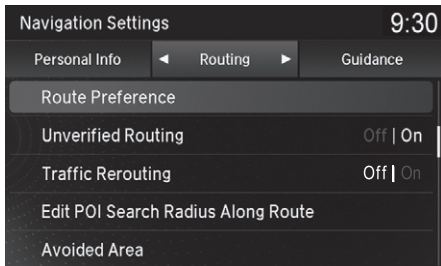 Navigation Settings 9:30
Personal Info ◄ Routing ► Guidance
Route Preference
Unverified Routing Off | On
Traffic Rerouting Off | On
Edit POI Search Radius Along Route
Avoided Area